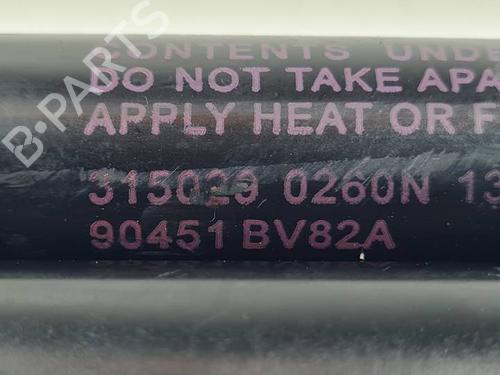 CONTENTS UNDE
DO NOT TAKE APA
APPLY HEAT OR F
315029 0260N 13
90451 BV82A
B-PARTS